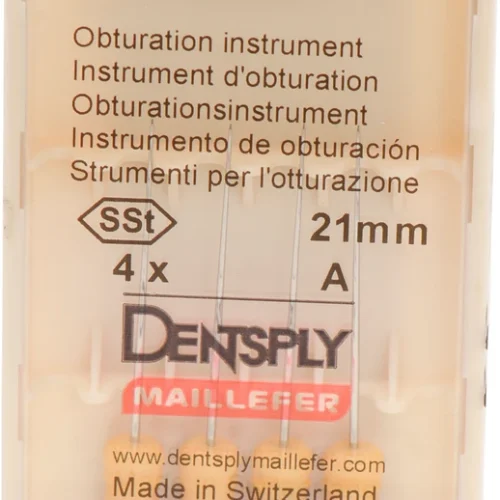 Obturation instrument
Instrument d'obturation
Obturationsinstrument
Instrumento de obturación
Strumenti per l'otturazione
SSt 21mm
4 x A
DENTSPLY
MAILLEFER
www.dentsplymaillefer.com
Made in Switzerland